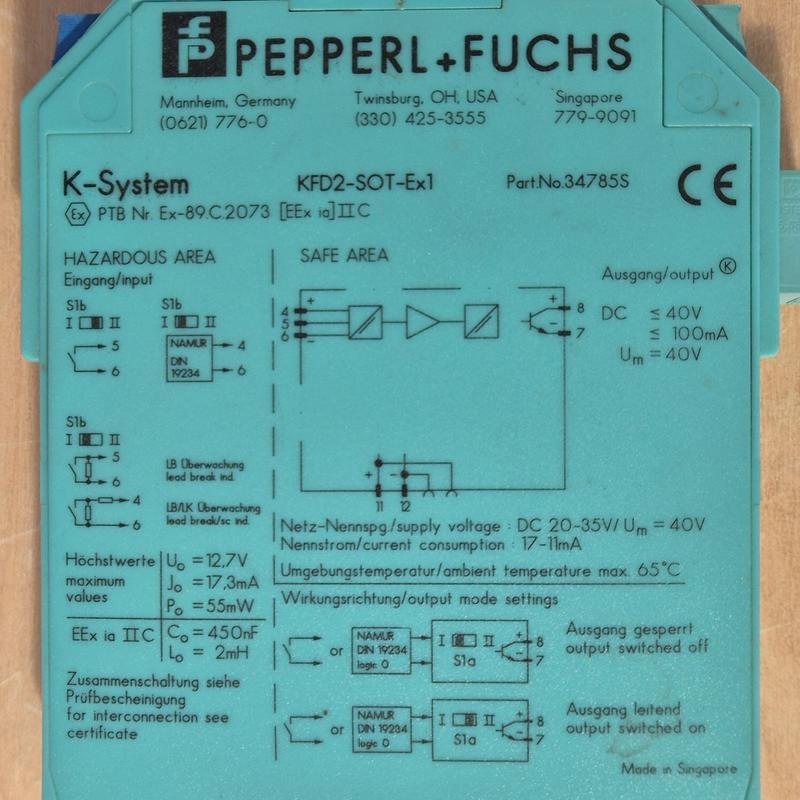 PEPPERL+FUCHS
Mannheim, Germany Twinsburg, OH, USA Singapore
(0621) 776-0 (330) 425-3555 779-9091
K-System KFD2-SOT-Ex1 Part.No.34785S CE
Ex PTB Nr. Ex-89.C.2073 [EEx ia]IIC
HAZARDOUS AREA
Eingang/input
S1b S1b
I II I II
5
6
NAMUR
DIN
19234
4
6
S1b
I II
5
6
LB Überwachung
lead break ind.
4
6
LB/LK Überwachung
lead break/sc ind.
Höchstwerte
maximum
values
Uo = 12,7V
Jo = 17,3mA
Po = 55mW
EEx ia IIC
Co = 450nF
Lo = 2mH
Zusammenschaltung siehe
Prüfbescheinigung
for interconnection see
certificate
SAFE AREA
Ausgang/output K
4 +
5
6 -
+ 8
- 7
DC ≤ 40V
≤ 100mA
Um = 40V
+ -
11 12
Netz-Nennspg./supply voltage : DC 20-35V/ Um = 40V
Nennstrom/current consumption : 17-11mA
Umgebungstemperatur/ambient temperature max. 65°C
Wirkungsrichtung/output mode settings
or
NAMUR
DIN 19234
logic 0
I II
S1a
+ 8
- 7
Ausgang gesperrt
output switched off
or
NAMUR
DIN 19234
logic 0
I II
S1a
+ 8
- 7
Ausgang leitend
output switched on
Made in Singapore